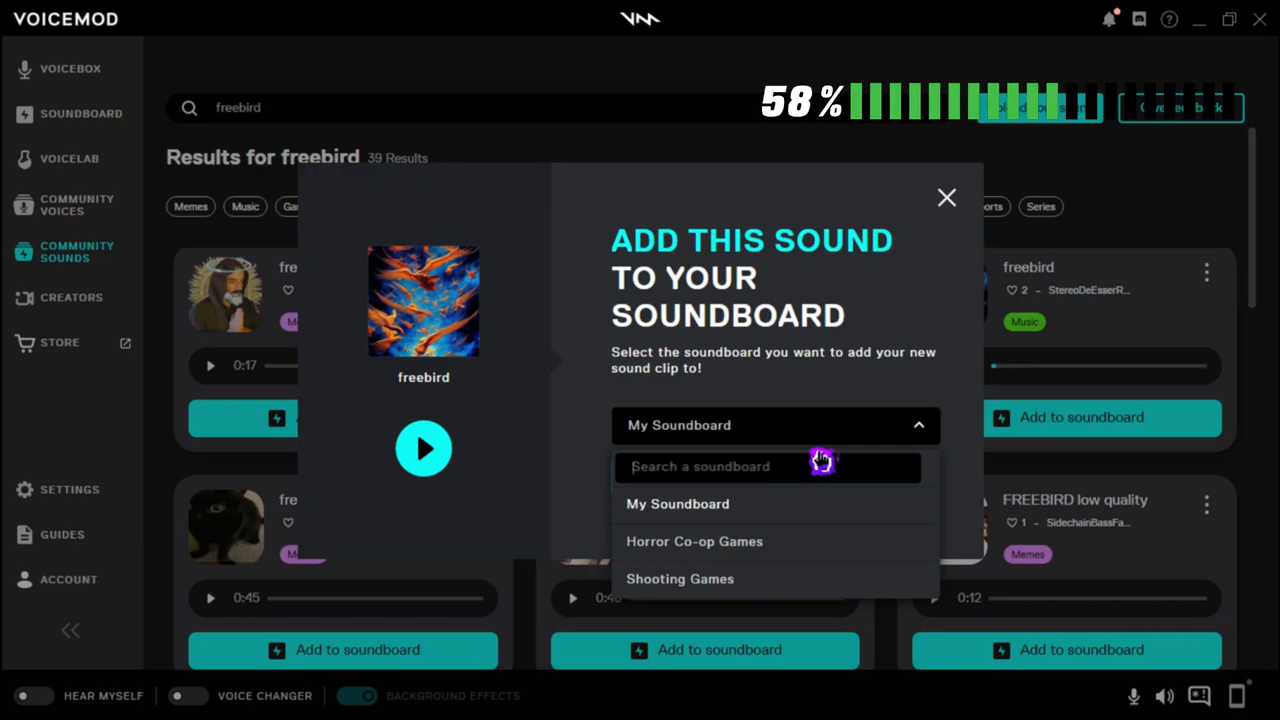 VOICEMOD
VOICEBOX
SOUNDBOARD
VOICELAB
COMMUNITY
VOICES
COMMUNITY
SOUNDS
CREATORS
STORE
SETTINGS
GUIDES
ACCOUNT
freebird
58%
Results for freebird 39 Results
Memes
Music
Series
ADD THIS SOUND
TO YOUR
SOUNDBOARD
Select the soundboard you want to add your new
sound clip to!
freebird
My Soundboard
Search a soundboard
My Soundboard
Horror Co-op Games
Shooting Games
0:17
freebird
2 - StereoDeEsserR...
Music
Add to soundboard
0:45
Add to soundboard
Add to soundboard
FREEBIRD low quality
1 - SidechainBassFa...
Memes
0:12
Add to soundboard
HEAR MYSELF
VOICE CHANGER
BACKGROUND EFFECTS